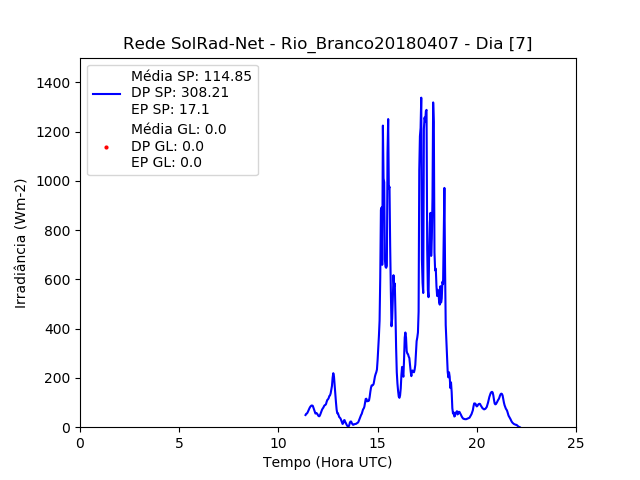 Rede SolRad-Net - Rio_Branco20180407 - Dia [7]
Média SP: 114.85
DP SP: 308.21
EP SP: 17.1
Média GL: 0.0
DP GL: 0.0
EP GL: 0.0
Irradiância (Wm-2)
1400
1200
1000
800
600
400
200
0
0 5 10 15 20 25
Tempo (Hora UTC)